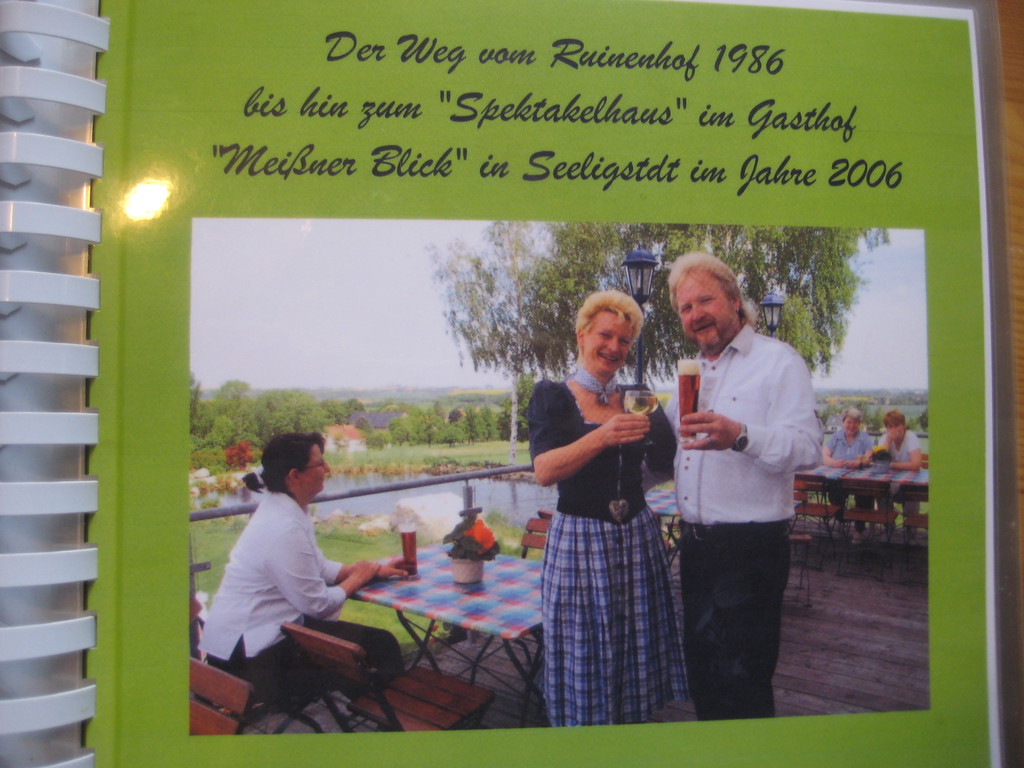 Der Weg vom Ruinenhof 1986
bis hin zum "Spektakelhaus" im Gasthof
"Meißner Blick" in Seeligstdt im Jahre 2006